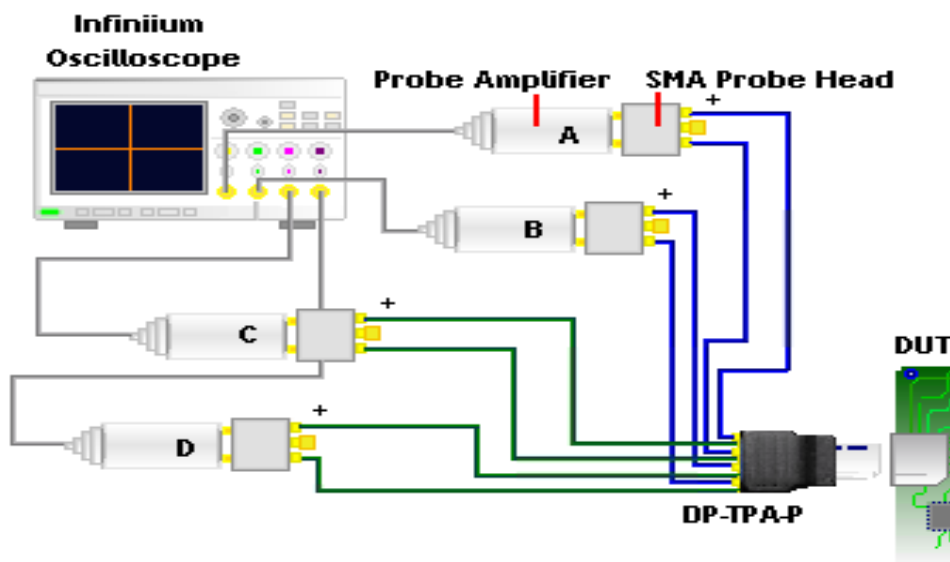 Infiniium
Oscilloscope
Probe Amplifier
SMA Probe Head
+
A
+
B
+
C
DUT
+
D
DP-TPA-P